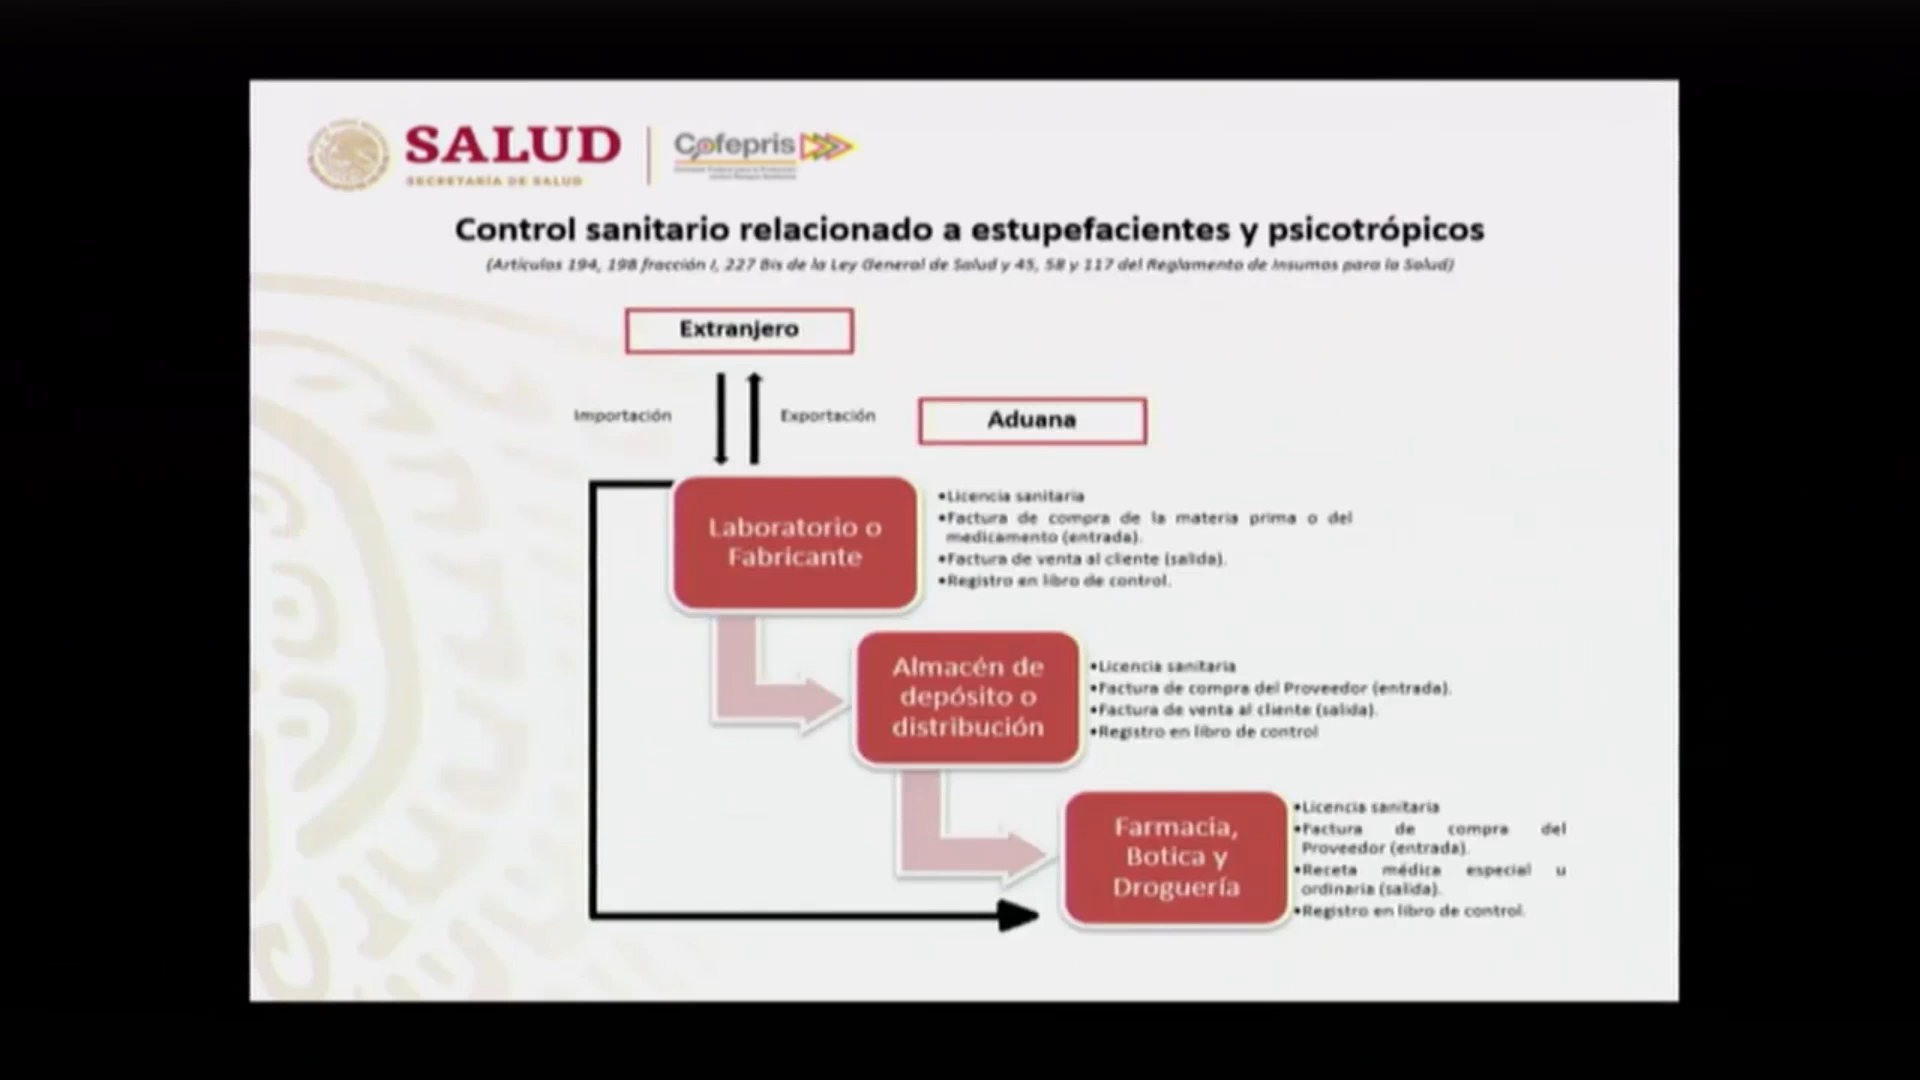 SALUD
SECRETARÍA DE SALUD
Cofepris
Control sanitario relacionado a estupefacientes y psicotrópicos
(Artículos 194, 198 fracción I, 227 Bis de la Ley General de Salud y 45, 58 y 117 del Reglamento de Insumos para la Salud)
Extranjero
Importación
Exportación
Aduana
Laboratorio o
Fabricante
•Licencia sanitaria
•Factura de compra de la materia prima o del
medicamento (entrada).
•Factura de venta al cliente (salida).
•Registro en libro de control.
Almacén de
depósito o
distribución
•Licencia sanitaria
•Factura de compra del Proveedor (entrada).
•Factura de venta al cliente (salida).
•Registro en libro de control
Farmacia,
Botica y
Droguería
•Licencia sanitaria
•Factura de compra del
Proveedor (entrada).
•Receta médica especial u
ordinaria (salida).
•Registro en libro de control.